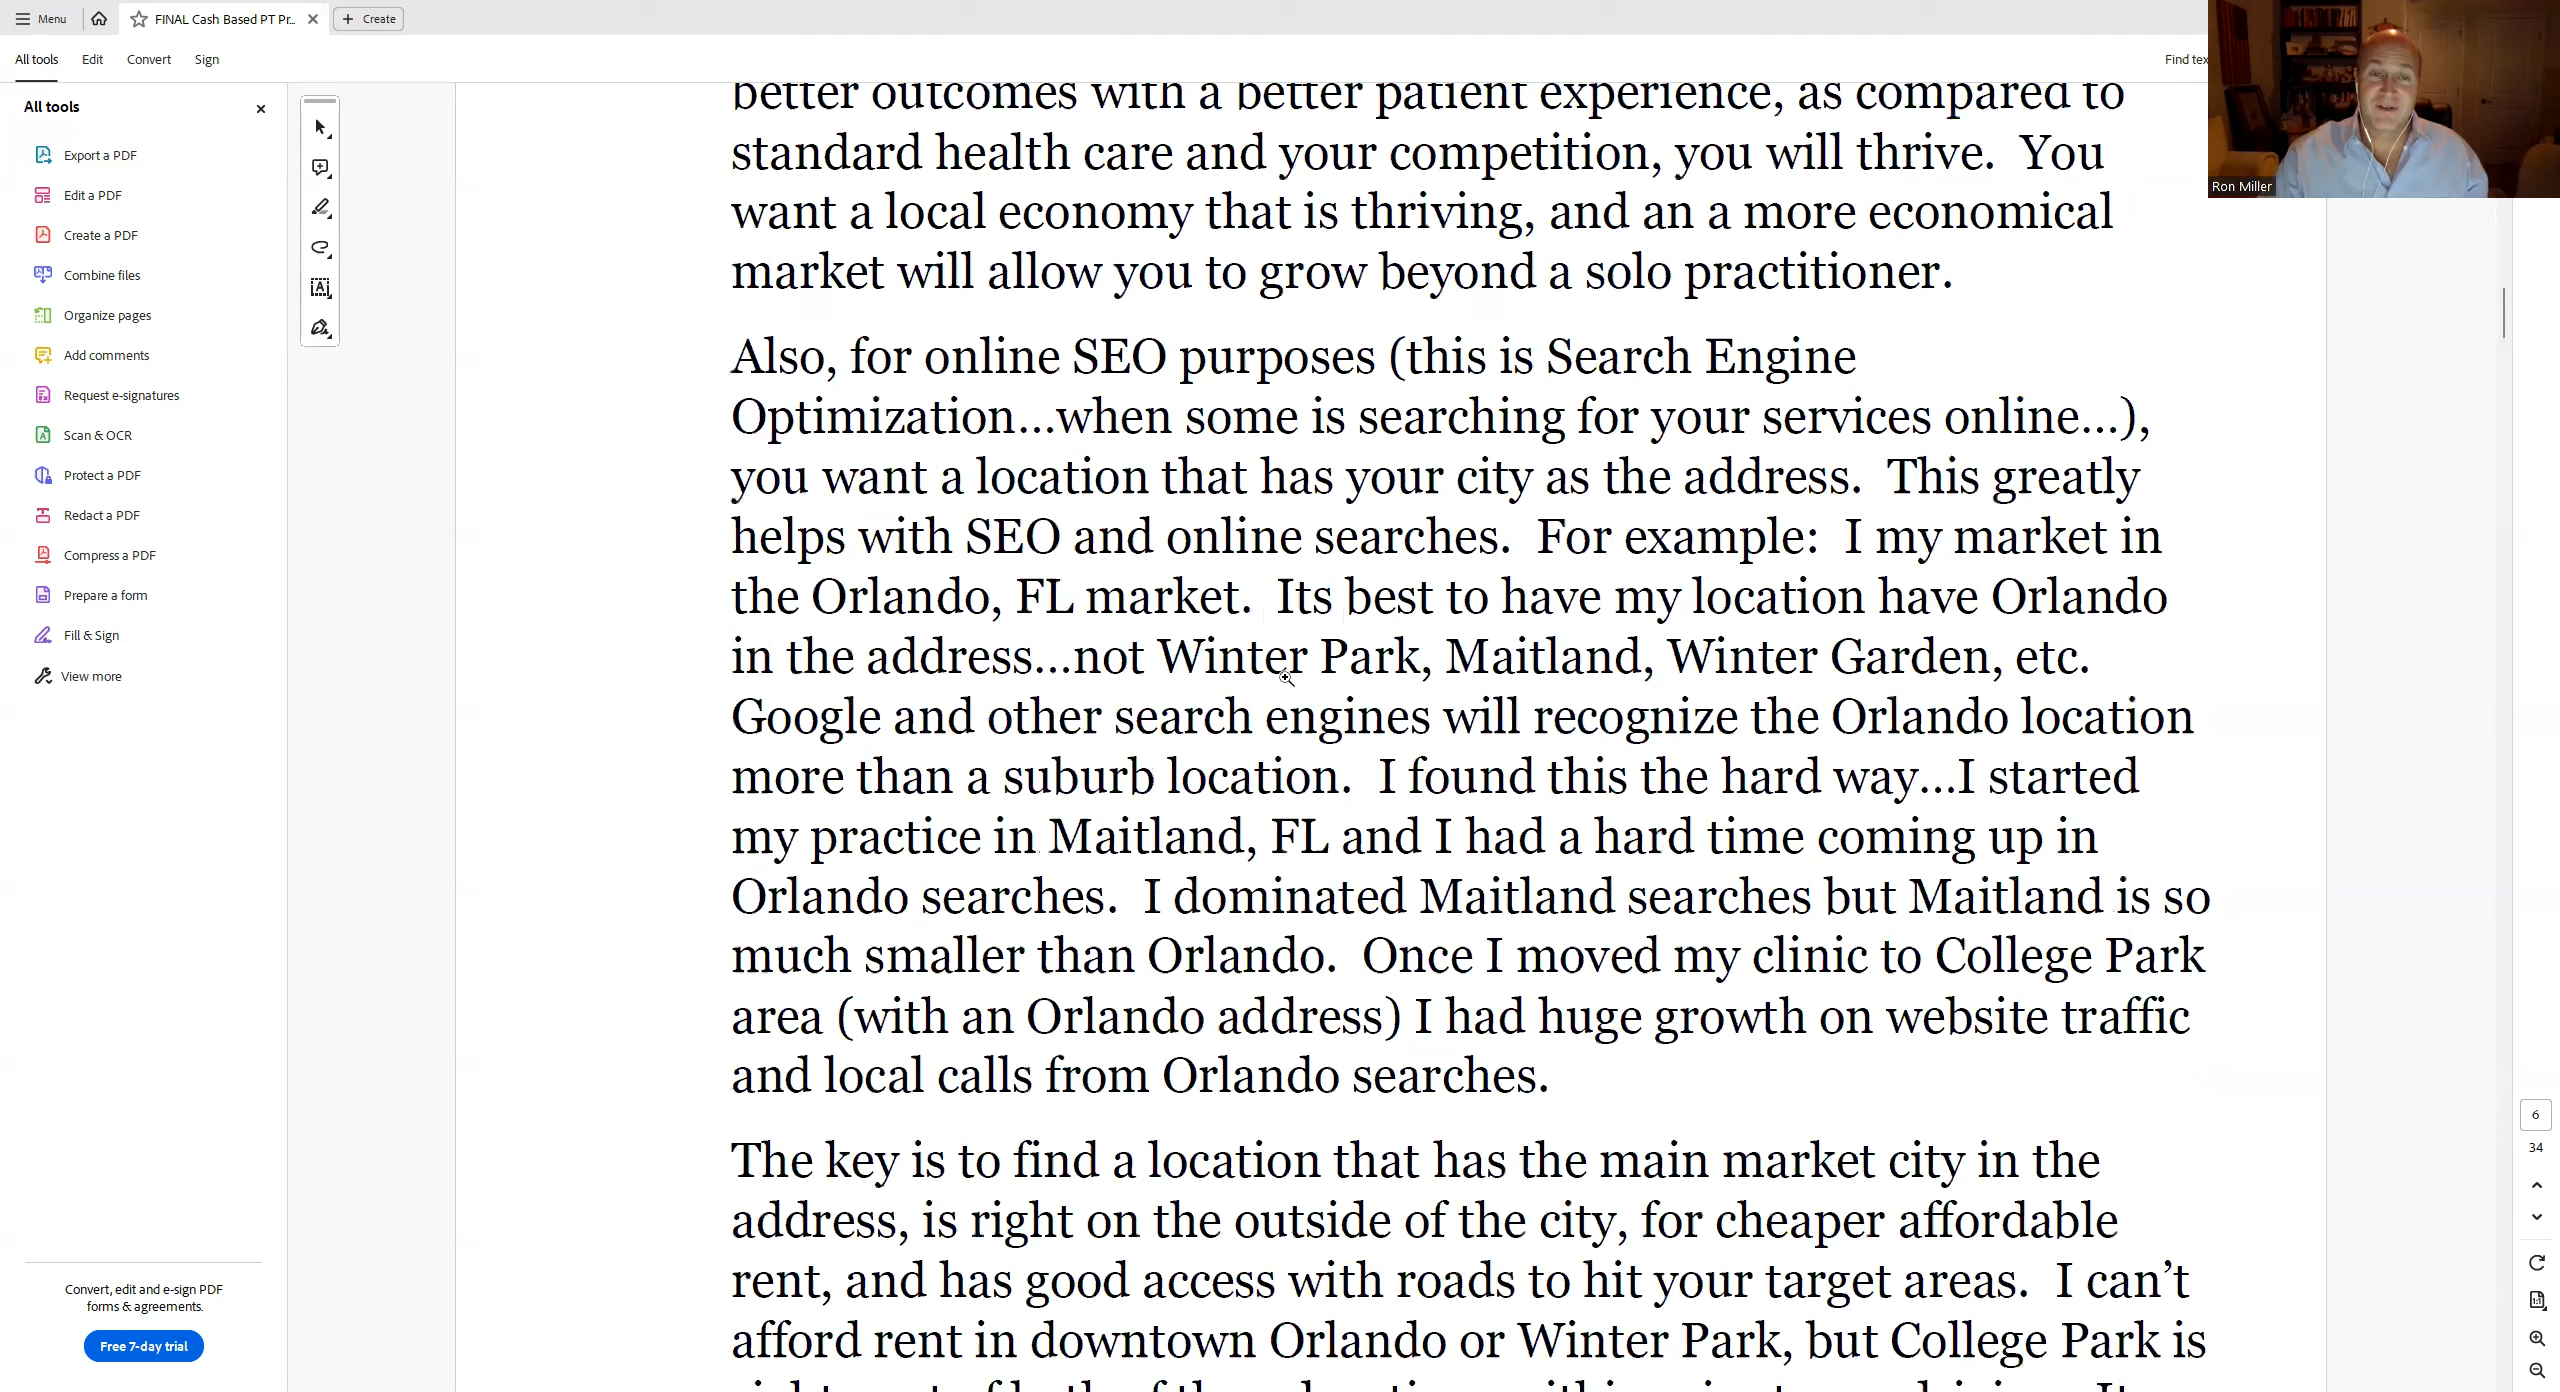 Menu
FINAL Cash Based PT Pr...
Create
All tools
Edit
Convert
Sign
Find tex
Ron Miller
All tools
Export a PDF
Edit a PDF
Create a PDF
Combine files
Organize pages
Add comments
Request e-signatures
Scan & OCR
Protect a PDF
Redact a PDF
Compress a PDF
Prepare a form
Fill & Sign
View more
Convert, edit and e-sign PDF
forms & agreements.
Free 7-day trial
better outcomes with a better patient experience, as compared to
standard health care and your competition, you will thrive.  You
want a local economy that is thriving, and an a more economical
market will allow you to grow beyond a solo practitioner.
Also, for online SEO purposes (this is Search Engine
Optimization...when some is searching for your services online...),
you want a location that has your city as the address.  This greatly
helps with SEO and online searches.  For example:  I my market in
the Orlando, FL market.  Its best to have my location have Orlando
in the address...not Winter Park, Maitland, Winter Garden, etc.
Google and other search engines will recognize the Orlando location
more than a suburb location.  I found this the hard way...I started
my practice in Maitland, FL and I had a hard time coming up in
Orlando searches.  I dominated Maitland searches but Maitland is so
much smaller than Orlando.  Once I moved my clinic to College Park
area (with an Orlando address) I had huge growth on website traffic
and local calls from Orlando searches.
The key is to find a location that has the main market city in the
address, is right on the outside of the city, for cheaper affordable
rent, and has good access with roads to hit your target areas.  I can't
afford rent in downtown Orlando or Winter Park, but College Park is
6
34